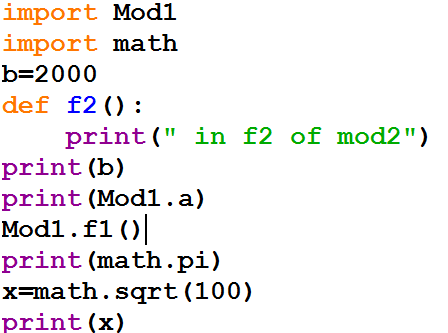 import Mod1
import math
b=2000
def f2():
    print(" in f2 of mod2")
print(b)
print(Mod1.a)
Mod1.f1()
print(math.pi)
x=math.sqrt(100)
print(x)